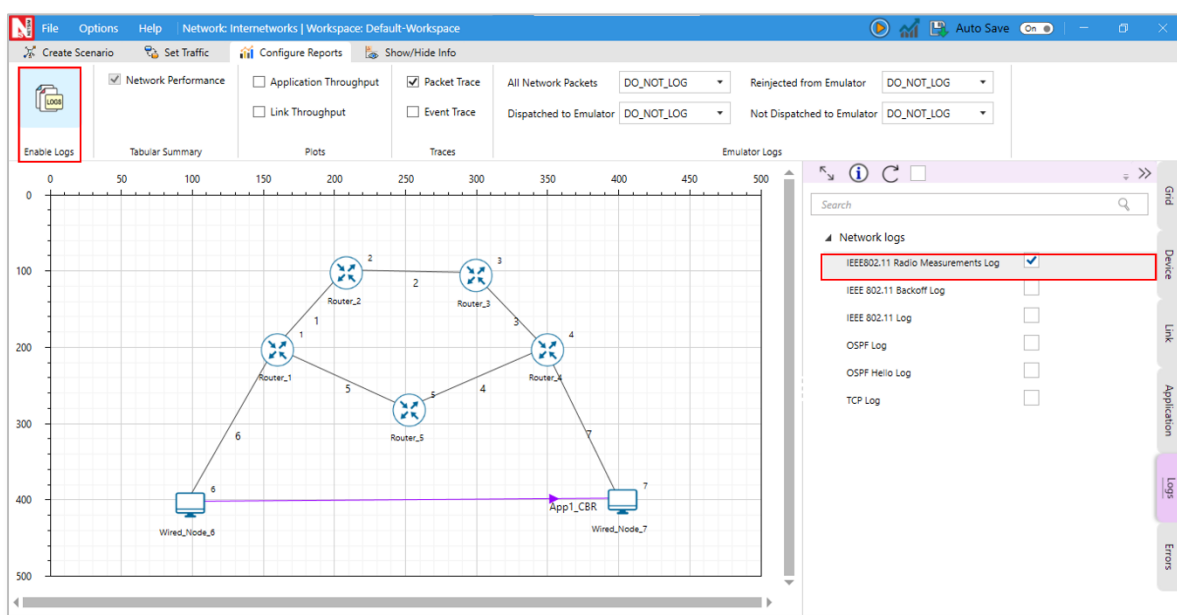 File Options Help Network: Internetworks | Workspace: Default-Workspace Auto Save On
Create Scenario Set Traffic Configure Reports Show/Hide Info
LOGS
Network Performance Application Throughput Packet Trace All Network Packets DO_NOT_LOG Reinjected from Emulator DO_NOT_LOG
Link Throughput Event Trace Dispatched to Emulator DO_NOT_LOG Not Dispatched to Emulator DO_NOT_LOG
Enable Logs Tabular Summary Plots Traces Emulator Logs
0 50 100 150 200 250 300 350 400 450 500
0
100
200
300
400
500
2
3
2
Router_2
Router_3
1
3
1
4
Router_1
Router_4
5
4
5
Router_5
6
7
6
7
App1_CBR
Wired_Node_6
Wired_Node_7
Search
Network logs
IEEE802.11 Radio Measurements Log
IEEE 802.11 Backoff Log
IEEE 802.11 Log
OSPF Log
OSPF Hello Log
TCP Log
Grid
Device
Link
Application
Logs
Errors